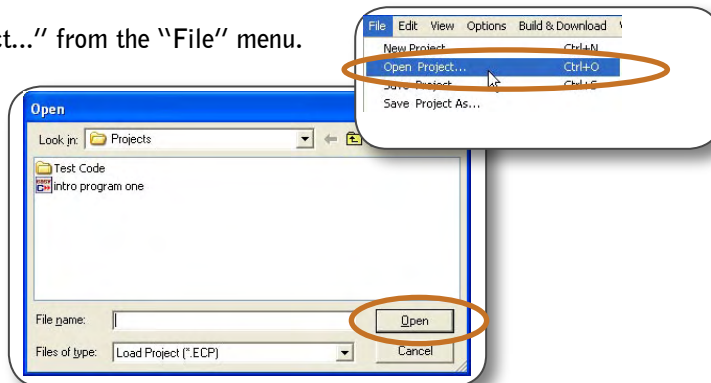 ct..." from the "File" menu.
File Edit View Options Build & Download
New Project... Ctrl+N
Open Project... Ctrl+O
Save Project Ctrl+S
Save Project As...
Open
Look in: Projects
Test Code
intro program one
File name:
Open
Files of type: Load Project (*.ECP)
Cancel